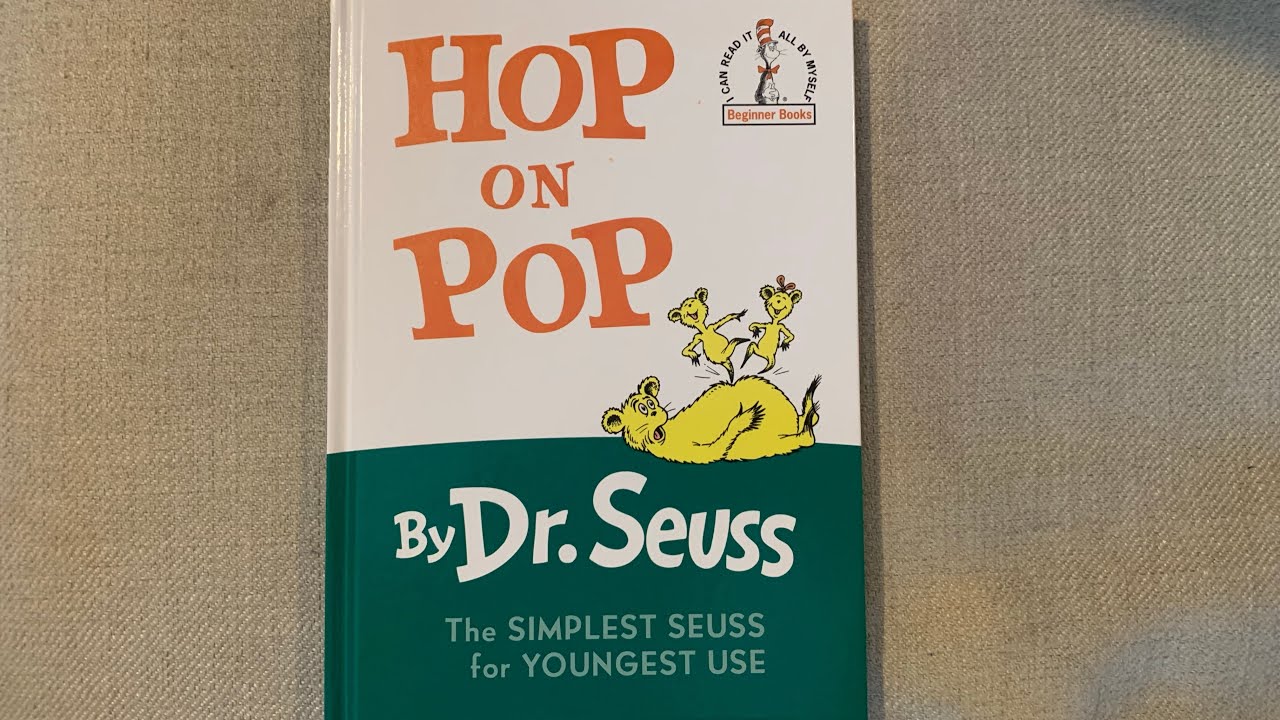 HOP
ON
POP
I CAN READ IT ALL BY MYSELF
Beginner Books
By Dr. Seuss
The SIMPLEST SEUSS
for YOUNGEST USE